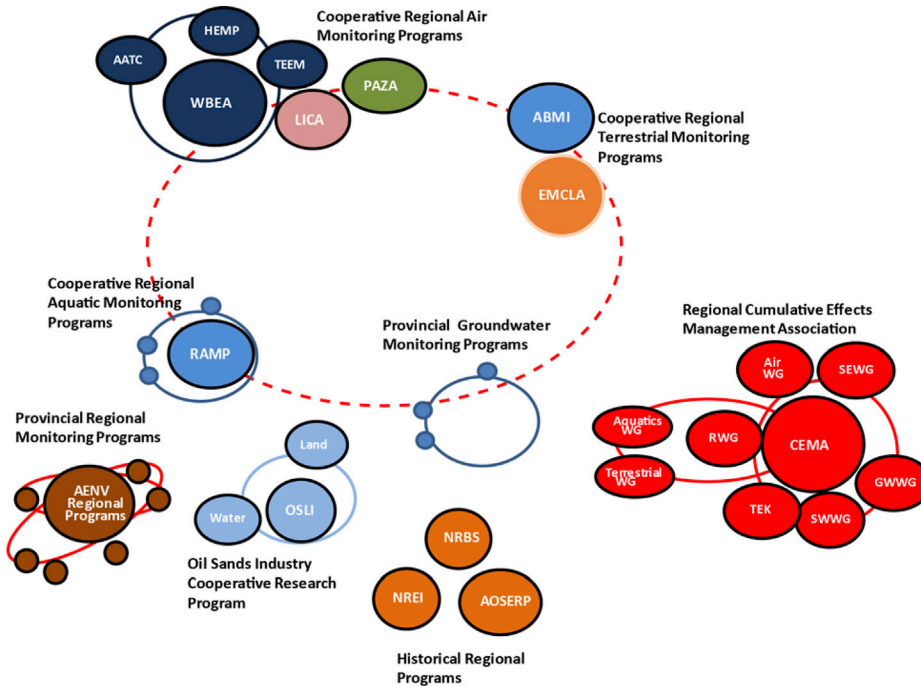 Cooperative Regional Air
Monitoring Programs
HEMP
AATC
TEEM
WBEA
LICA
PAZA
ABMI
Cooperative Regional
Terrestrial Monitoring
Programs
EMCLA
Cooperative Regional
Aquatic Monitoring
Programs
RAMP
Provincial Groundwater
Monitoring Programs
Regional Cumulative Effects
Management Association
Air
WG
SEWG
Aquatics
WG
RWG
CEMA
Terrestrial
WG
GWWG
TEK
SWWG
Provincial Regional
Monitoring Programs
AENV
Regional
Programs
Land
Water
OSLI
Oil Sands Industry
Cooperative Research
Program
NRBS
NREI
AOSERP
Historical Regional
Programs